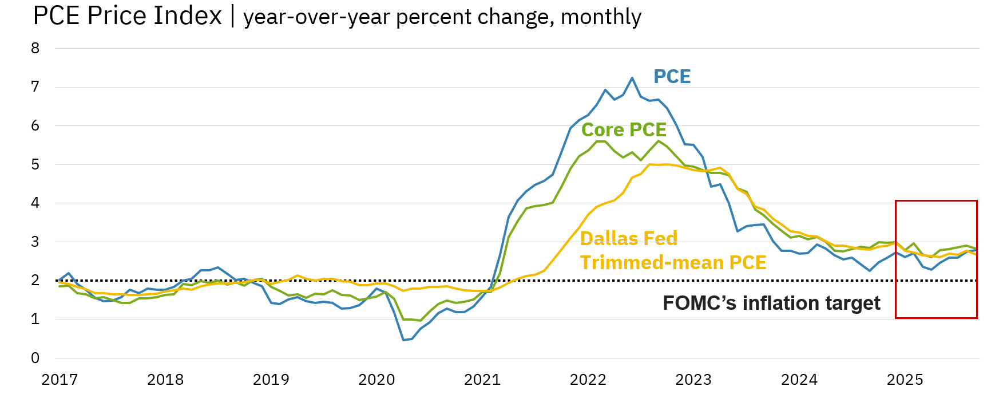 PCE Price Index | year-over-year percent change, monthly
8
7
PCE
6
Core PCE
5
4
3
Dallas Fed
Trimmed-mean PCE
2
FOMC’s inflation target
1
0
2017 2018 2019 2020 2021 2022 2023 2024 2025